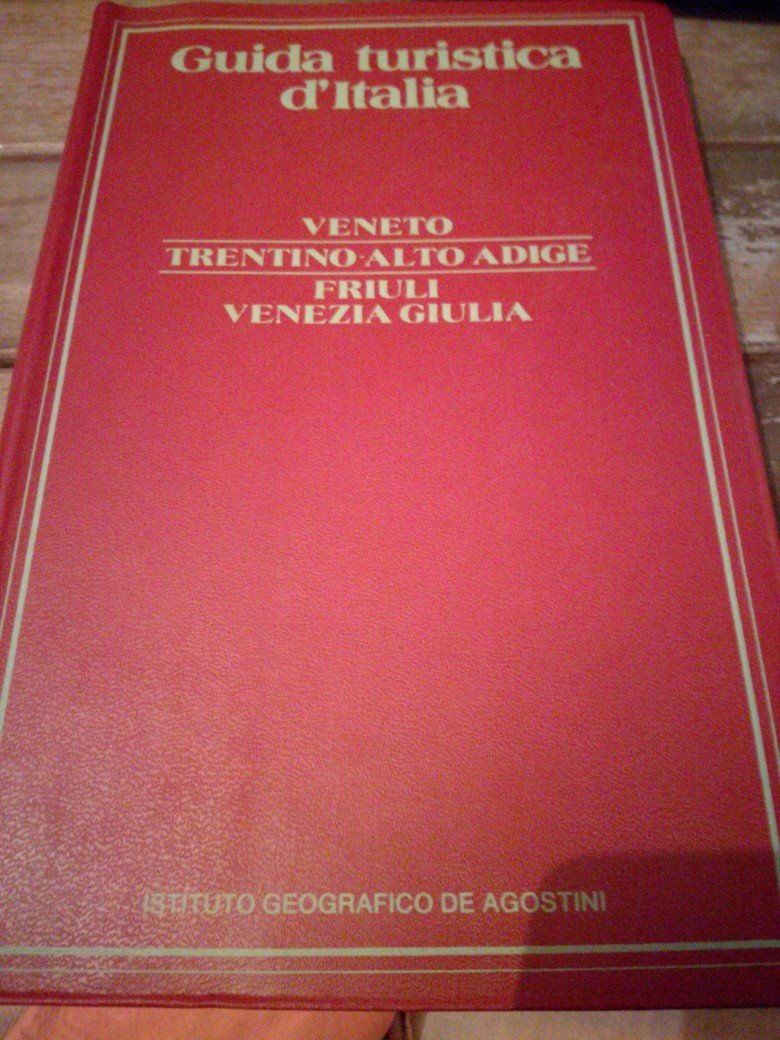 Guida turistica
d'Italia
VENETO
TRENTINO-ALTO ADIGE
FRIULI
VENEZIA GIULIA
ISTITUTO GEOGRAFICO DE AGOSTINI